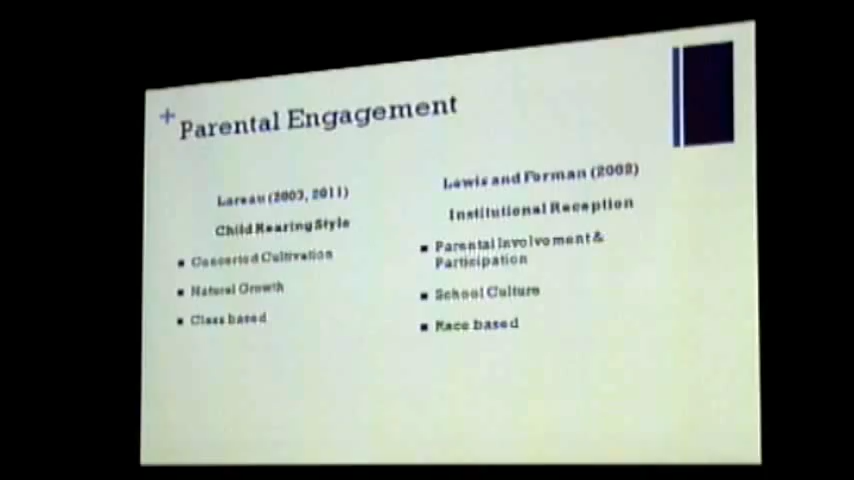 +
Parental Engagement
Lareau (2003, 2011)
Child Rearing Style
Concerted Cultivation
Natural Growth
Class based
Lewis and Forman (2002)
Institutional Reception
Parental Involvement &
Participation
School Culture
Race based